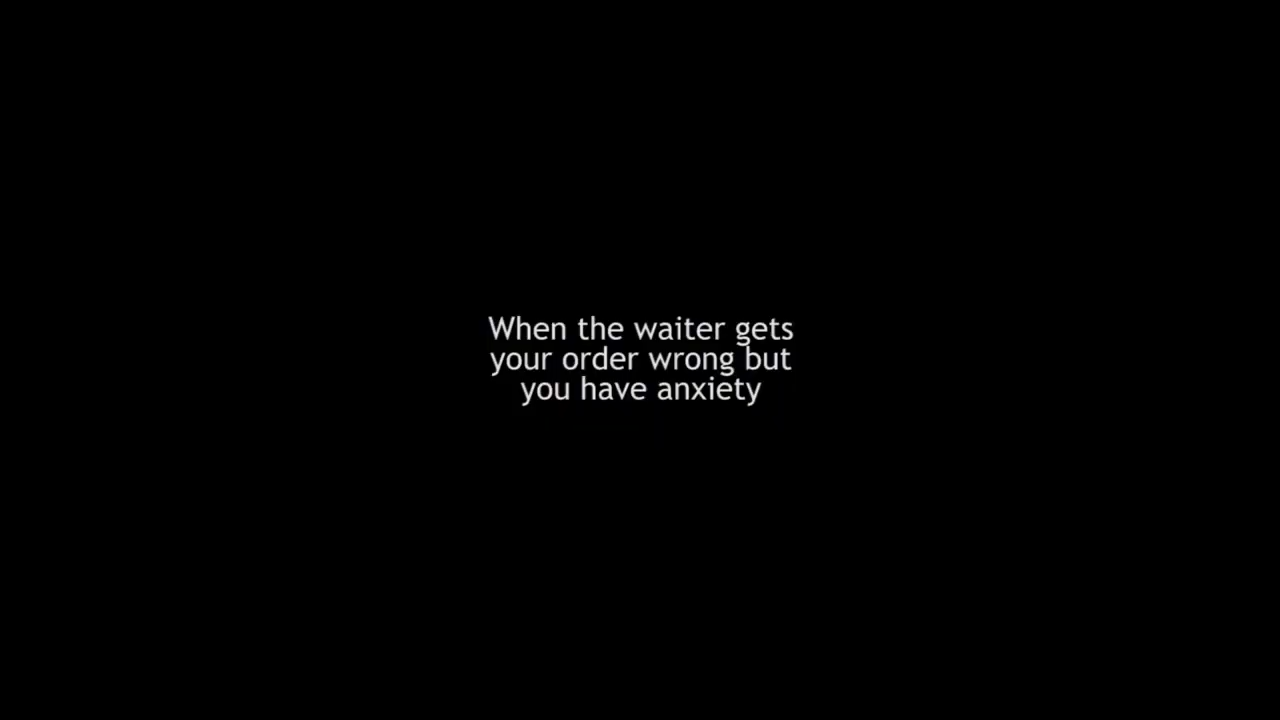 When the waiter gets
your order wrong but
you have anxiety